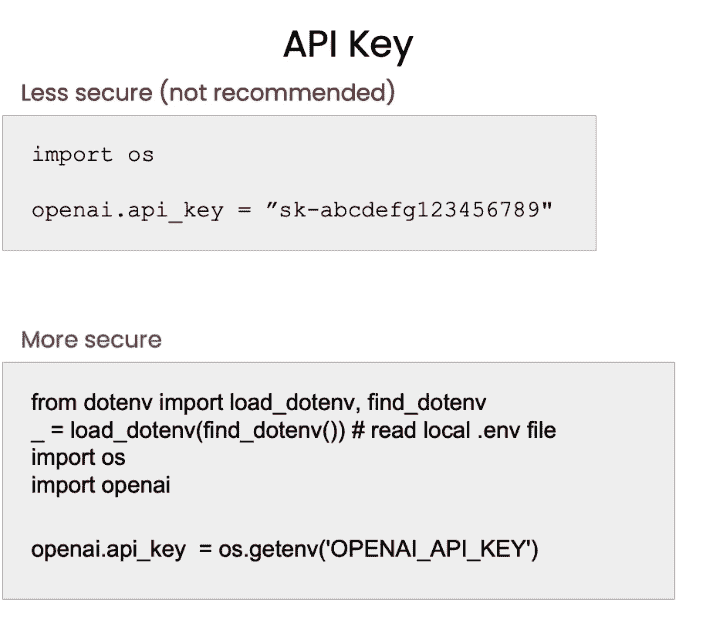 API Key
Less secure (not recommended)
import os
openai.api_key = ”sk-abcdefg123456789"
More secure
from dotenv import load_dotenv, find_dotenv
_ = load_dotenv(find_dotenv()) # read local .env file
import os
import openai
openai.api_key  = os.getenv('OPENAI_API_KEY')